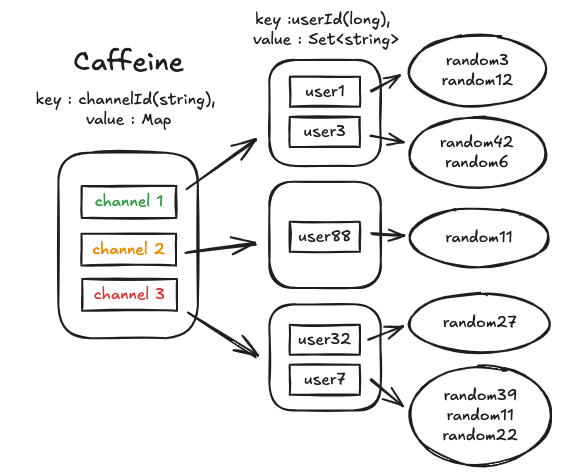 Caffeine
key : channelId(string),
value : Map
channel 1
channel 2
channel 3
key :userId(long),
value : Set<string>
user1
user3
user88
user32
user7
random3
random12
random42
random6
random11
random27
random39
random11
random22